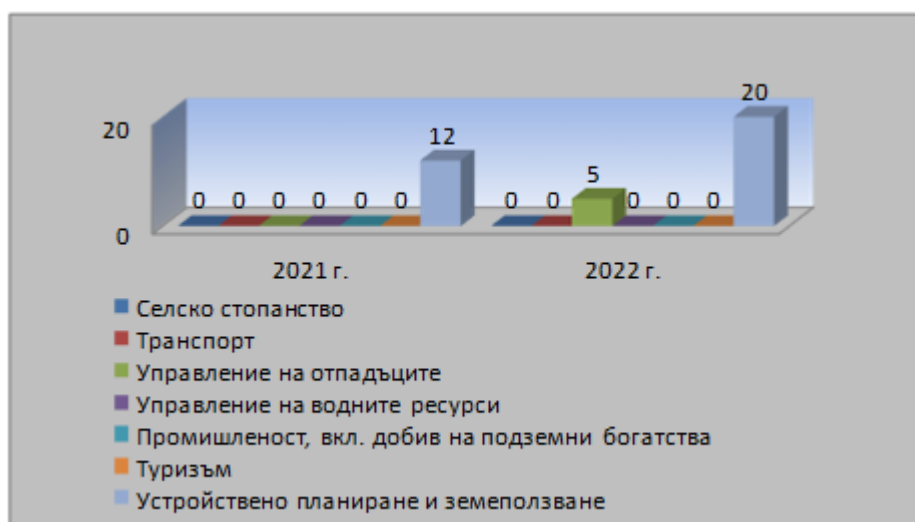 20
20
12
5
0 0 0 0 0 0 0 0 0 0 0
0
2021 г. 2022 г.
Селско стопанство
Транспорт
Управление на отпадъците
Управление на водните ресурси
Промишленост, вкл. добив на подземни богатства
Туризъм
Устройствено планиране и земеползване